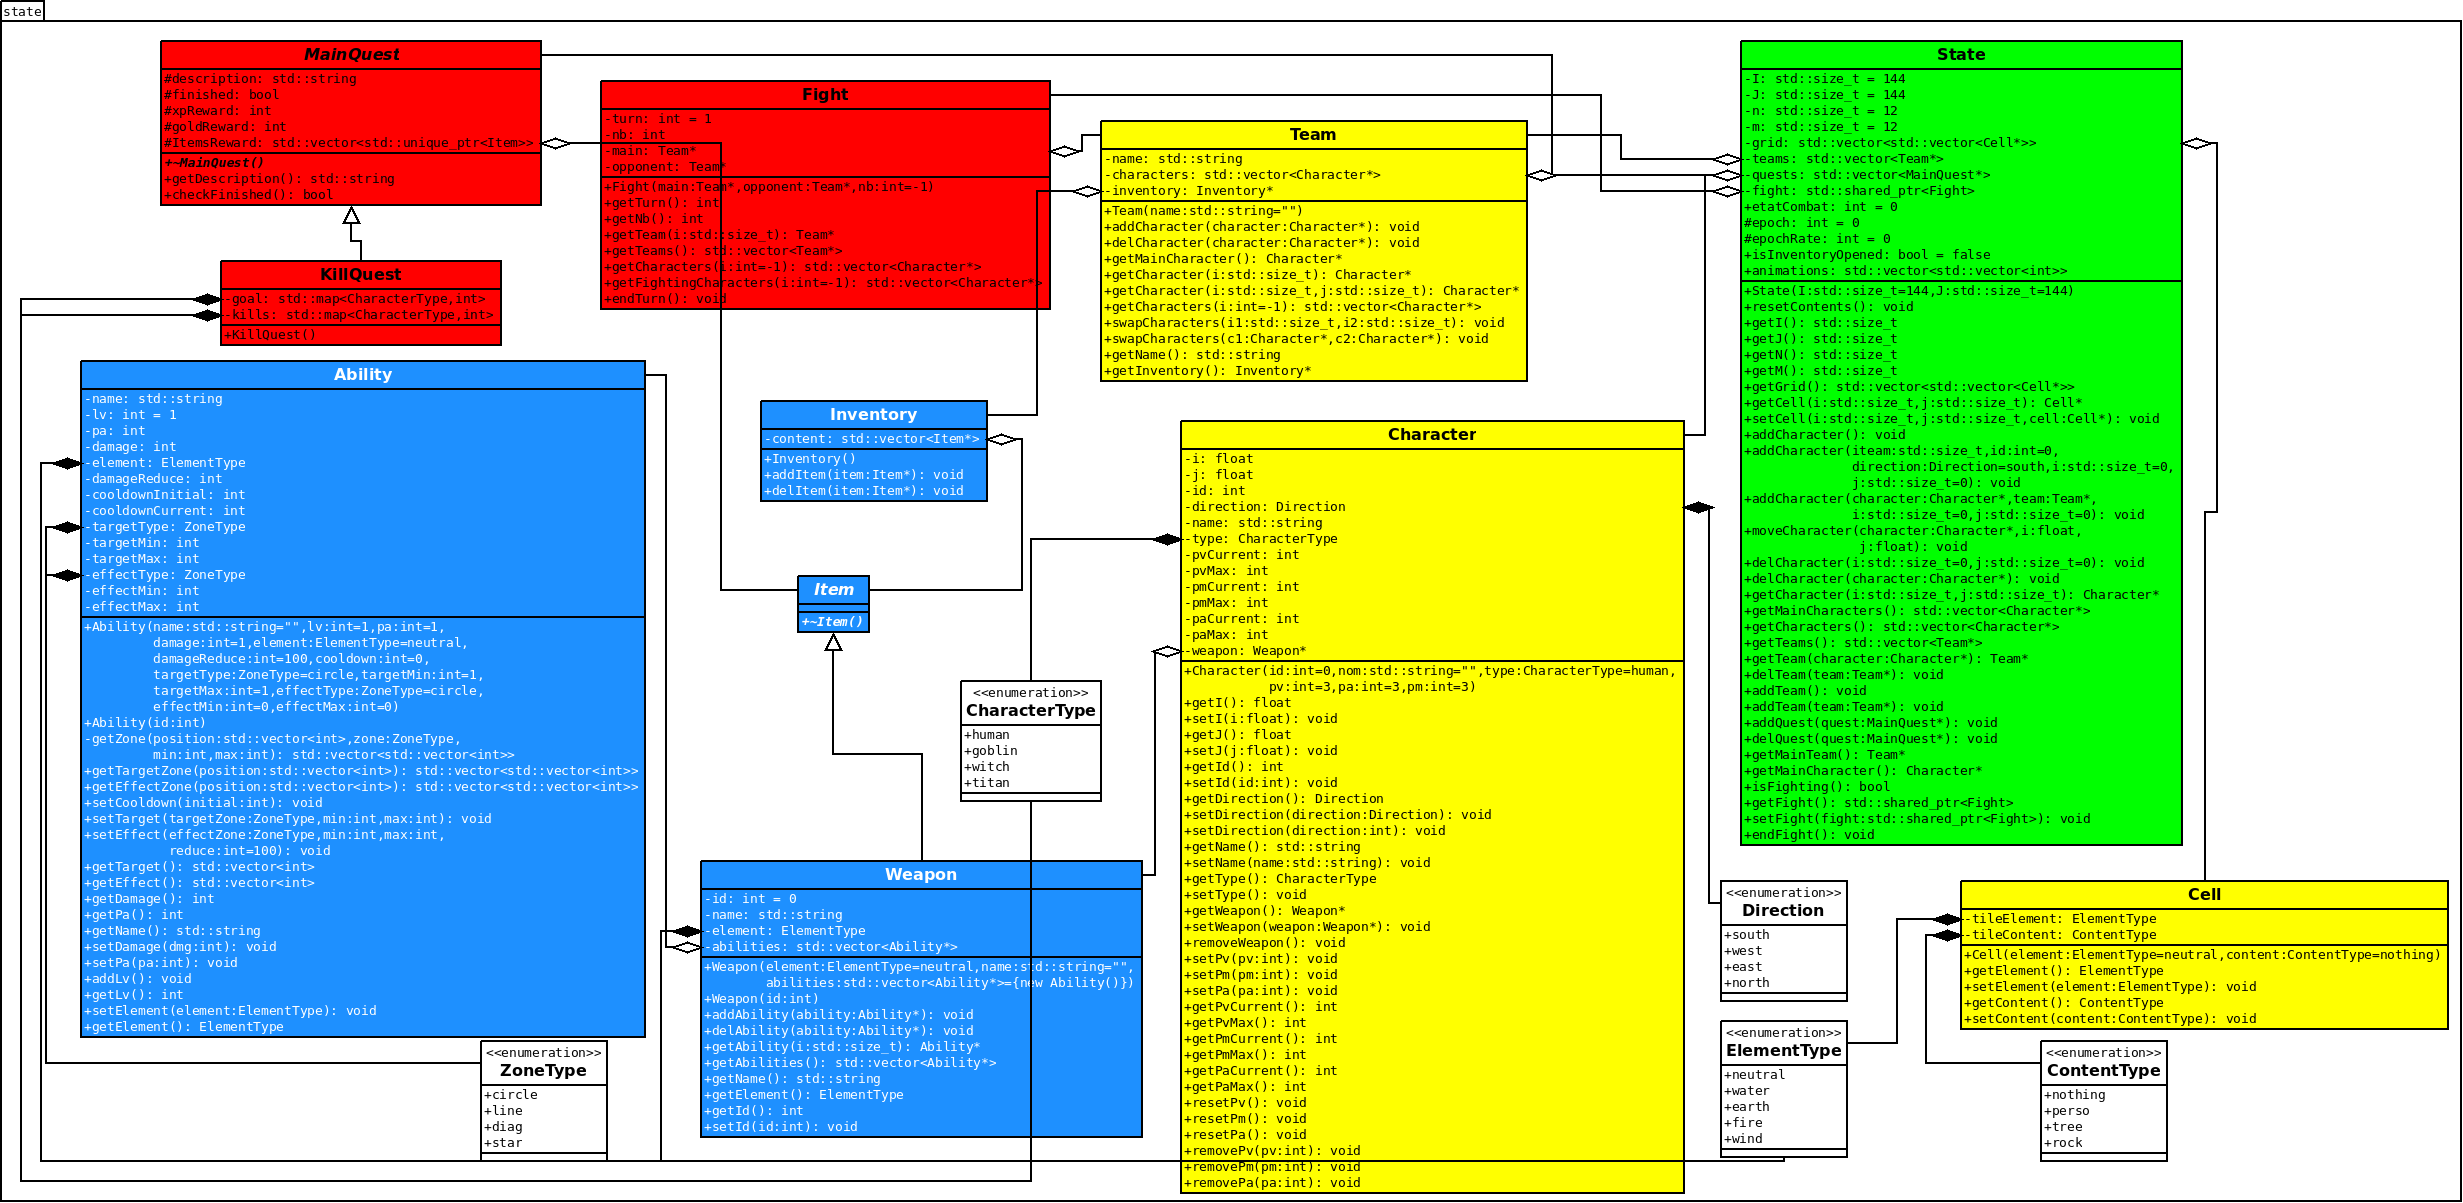 state
MainQuest
#description: std::string
#finished: bool
#xpReward: int
#goldReward: int
#ItemsReward: std::vector<std::unique_ptr<Item>>
+~MainQuest()
+getDescription(): std::string
+checkFinished(): bool
KillQuest
-goal: std::map<CharacterType,int>
-kills: std::map<CharacterType,int>
+KillQuest()
Fight
-turn: int = 1
-nb: int
-main: Team*
-opponent: Team*
+Fight(main:Team*,opponent:Team*,nb:int=-1)
+getTurn(): int
+getNb(): int
+getTeam(i:std::size_t): Team*
+getTeams(): std::vector<Team*>
+getCharacters(i:int=-1): std::vector<Character*>
+getFightingCharacters(i:int=-1): std::vector<Character*>
+endTurn(): void
Team
-name: std::string
-characters: std::vector<Character*>
-inventory: Inventory*
+Team(name:std::string="")
+addCharacter(character:Character*): void
+delCharacter(character:Character*): void
+getMainCharacter(): Character*
+getCharacter(i:std::size_t): Character*
+getCharacter(i:std::size_t,j:std::size_t): Character*
+getCharacters(i:int=-1): std::vector<Character*>
+swapCharacters(i1:std::size_t,i2:std::size_t): void
+swapCharacters(c1:Character*,c2:Character*): void
+getName(): std::string
+getInventory(): Inventory*
State
-I: std::size_t = 144
-J: std::size_t = 144
-n: std::size_t = 12
-m: std::size_t = 12
-grid: std::vector<std::vector<Cell*>>
-teams: std::vector<Team*>
-quests: std::vector<MainQuest*>
-fight: std::shared_ptr<Fight>
+etatCombat: int = 0
#epoch: int = 0
#epochRate: int = 0
+isInventoryOpened: bool = false
+animations: std::vector<std::vector<int>>
+State(I:std::size_t=144,J:std::size_t=144)
+resetContents(): void
+getI(): std::size_t
+getJ(): std::size_t
+getN(): std::size_t
+getM(): std::size_t
+getGrid(): std::vector<std::vector<Cell*>>
+getCell(i:std::size_t,j:std::size_t): Cell*
+setCell(i:std::size_t,j:std::size_t,cell:Cell*): void
+addCharacter(): void
+addCharacter(iteam:std::size_t,id:int=0,
direction:Direction=south,i:std::size_t=0,
j:std::size_t=0): void
+addCharacter(character:Character*,team:Team*,
i:std::size_t=0,j:std::size_t=0): void
+moveCharacter(character:Character*,i:float,
j:float): void
+delCharacter(i:std::size_t=0,j:std::size_t=0): void
+delCharacter(character:Character*): void
+getCharacter(i:std::size_t,j:std::size_t): Character*
+getMainCharacters(): std::vector<Character*>
+getCharacters(): std::vector<Character*>
+getTeams(): std::vector<Team*>
+getTeam(character:Character*): Team*
+delTeam(team:Team*): void
+addTeam(): void
+addTeam(team:Team*): void
+addQuest(quest:MainQuest*): void
+delQuest(quest:MainQuest*): void
+getMainTeam(): Team*
+getMainCharacter(): Character*
+isFighting(): bool
+getFight(): std::shared_ptr<Fight>
+setFight(fight:std::shared_ptr<Fight>): void
+endFight(): void
Ability
-name: std::string
-lv: int = 1
-pa: int
-damage: int
-element: ElementType
-damageReduce: int
-cooldownInitial: int
-cooldownCurrent: int
-targetType: ZoneType
-targetMin: int
-targetMax: int
-effectType: ZoneType
-effectMin: int
-effectMax: int
+Ability(name:std::string="",lv:int=1,pa:int=1,
damage:int=1,element:ElementType=neutral,
damageReduce:int=100,cooldown:int=0,
targetType:ZoneType=circle,targetMin:int=1,
targetMax:int=1,effectType:ZoneType=circle,
effectMin:int=0,effectMax:int=0)
+Ability(id:int)
-getZone(position:std::vector<int>,zone:ZoneType,
min:int,max:int): std::vector<std::vector<int>>
+getTargetZone(position:std::vector<int>): std::vector<std::vector<int>>
+getEffectZone(position:std::vector<int>): std::vector<std::vector<int>>
+setCooldown(initial:int): void
+setTarget(targetZone:ZoneType,min:int,max:int): void
+setEffect(effectZone:ZoneType,min:int,max:int,
reduce:int=100): void
+getTarget(): std::vector<int>
+getEffect(): std::vector<int>
+getDamage(): int
+getPa(): int
+getName(): std::string
+setDamage(dmg:int): void
+setPa(pa:int): void
+addLv(): void
+getLv(): int
+setElement(element:ElementType): void
+getElement(): ElementType
Inventory
-content: std::vector<Item*>
+Inventory()
+addItem(item:Item*): void
+delItem(item:Item*): void
Item
+~Item()
<<enumeration>>
CharacterType
+human
+goblin
+witch
+titan
Character
-i: float
-j: float
-id: int
-direction: Direction
-name: std::string
-type: CharacterType
-pvCurrent: int
-pvMax: int
-pmCurrent: int
-pmMax: int
-paCurrent: int
-paMax: int
-weapon: Weapon*
+Character(id:int=0,nom:std::string="",type:CharacterType=human,
pv:int=3,pa:int=3,pm:int=3)
+getI(): float
+setI(i:float): void
+getJ(): float
+setJ(j:float): void
+getId(): int
+setId(id:int): void
+getDirection(): Direction
+setDirection(direction:Direction): void
+setDirection(direction:int): void
+getName(): std::string
+setName(name:std::string): void
+getType(): CharacterType
+setType(): void
+getWeapon(): Weapon*
+setWeapon(weapon:Weapon*): void
+removeWeapon(): void
+setPv(pv:int): void
+setPm(pm:int): void
+setPa(pa:int): void
+getPvCurrent(): int
+getPvMax(): int
+getPmCurrent(): int
+getPmMax(): int
+getPaCurrent(): int
+getPaMax(): int
+resetPv(): void
+resetPm(): void
+resetPa(): void
+removePv(pv:int): void
+removePm(pm:int): void
+removePa(pa:int): void
Weapon
-id: int = 0
-name: std::string
-element: ElementType
-abilities: std::vector<Ability*>
+Weapon(element:ElementType=neutral,name:std::string="",
abilities:std::vector<Ability*>={new Ability()})
+Weapon(id:int)
+addAbility(ability:Ability*): void
+delAbility(ability:Ability*): void
+getAbility(i:std::size_t): Ability*
+getAbilities(): std::vector<Ability*>
+getName(): std::string
+getElement(): ElementType
+getId(): int
+setId(id:int): void
<<enumeration>>
ZoneType
+circle
+line
+diag
+star
<<enumeration>>
Direction
+south
+west
+east
+north
<<enumeration>>
ElementType
+neutral
+water
+earth
+fire
+wind
Cell
-tileElement: ElementType
-tileContent: ContentType
+Cell(element:ElementType=neutral,content:ContentType=nothing)
+getElement(): ElementType
+setElement(element:ElementType): void
+getContent(): ContentType
+setContent(content:ContentType): void
<<enumeration>>
ContentType
+nothing
+perso
+tree
+rock